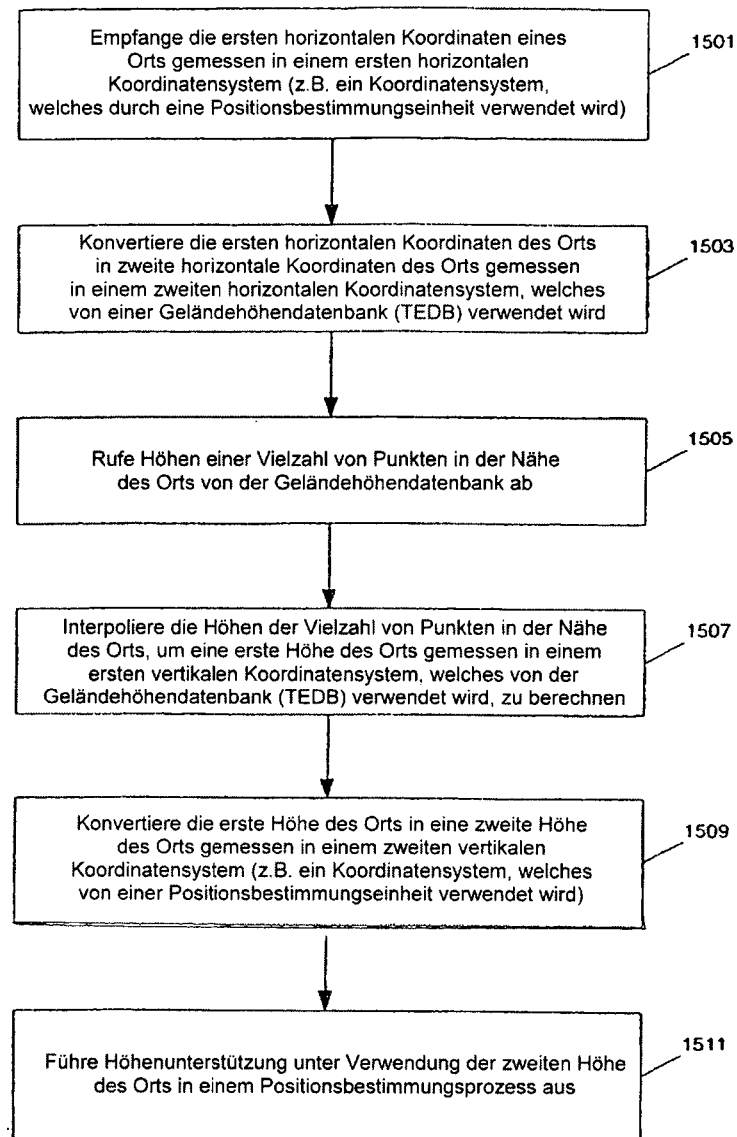 Empfange die ersten horizontalen Koordinaten eines
Orts gemessen in einem ersten horizontalen
Koordinatensystem (z.B. ein Koordinatensystem,
welches durch eine Positionsbestimmungseinheit verwendet wird)
1501
Konvertiere die ersten horizontalen Koordinaten des Orts
in zweite horizontale Koordinaten des Orts gemessen
in einem zweiten horizontalen Koordinatensystem, welches
von einer Geländehöhendatenbank (TEDB) verwendet wird
1503
Rufe Höhen einer Vielzahl von Punkten in der Nähe
des Orts von der Geländehöhendatenbank ab
1505
Interpoliere die Höhen der Vielzahl von Punkten in der Nähe
des Orts, um eine erste Höhe des Orts gemessen in einem
ersten vertikalen Koordinatensystem, welches von der
Geländehöhendatenbank (TEDB) verwendet wird, zu berechnen
1507
Konvertiere die erste Höhe des Orts in eine zweite Höhe
des Orts gemessen in einem zweiten vertikalen
Koordinatensystem (z.B. ein Koordinatensystem, welches
von einer Positionsbestimmungseinheit verwendet wird)
1509
Führe Höhenunterstützung unter Verwendung der zweiten Höhe
des Orts in einem Positionsbestimmungsprozess aus
1511